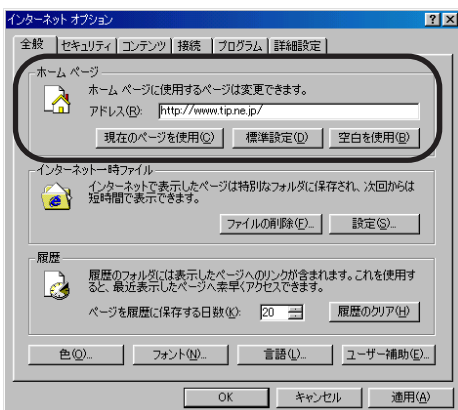 インターネット オプション
全般 セキュリティ コンテンツ 接続 プログラム 詳細設定
ホーム ページ
ホーム ページに使用するページは変更できます。
アドレス(R): http://www.tip.ne.jp/
現在のページを使用(C) 標準設定(D) 空白を使用(B)
インターネット一時ファイル
インターネットで表示したページは特別なフォルダに保存され、次回からは
短時間で表示できます。
ファイルの削除(F)... 設定(S)...
履歴
履歴のフォルダには表示したページへのリンクが含まれます。これを使用す
ると、最近表示したページへ素早くアクセスできます。
ページを履歴に保存する日数(K): 20 履歴のクリア(H)
色(O)... フォント(N)... 言語(L)... ユーザー補助(E)...
OK キャンセル 適用(A)